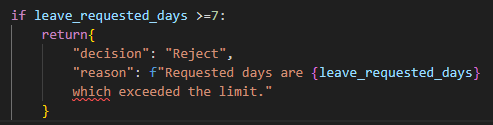 if leave_requested_days >=7:
return{
"decision": "Reject",
"reason": f"Requested days are {leave_requested_days}
which exceeded the limit."
}